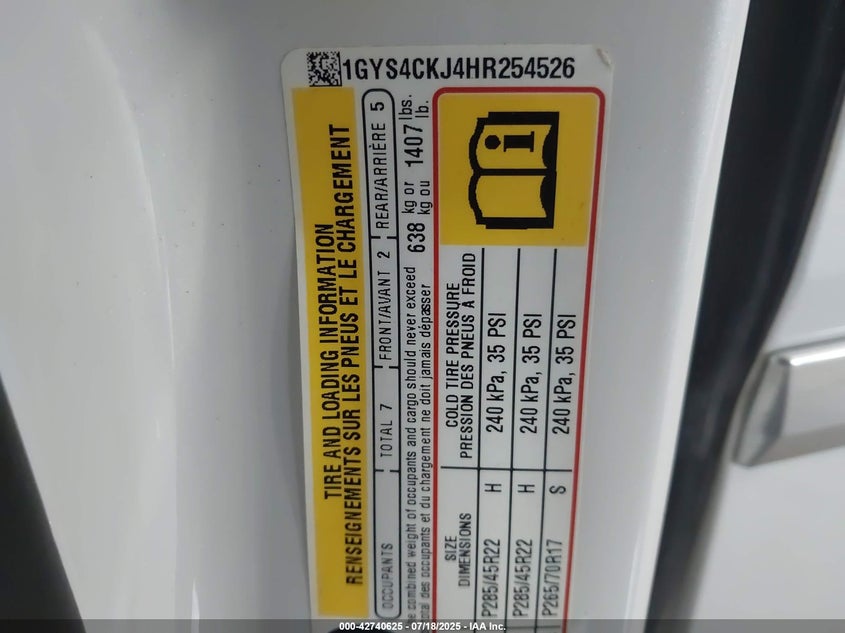 1GYS4CKJ4HR254526
TIRE AND LOADING INFORMATION
RENSEIGNEMENTS SUR LES PNEUS ET LE CHARGEMENT
OCCUPANTS TOTAL 7 FRONT/AVANT 2 REAR/ARRIÈRE 5
combined weight of occupants and cargo should never exceed 638 kg or 1407 lbs.
des occupants et du chargement ne doit jamais dépasser kg ou lb.
SIZE
DIMENSIONS
COLD TIRE PRESSURE
PRESSION DES PNEUS À FROID
P285/45R22 H 240 kPa, 35 PSI
P285/45R22 H 240 kPa, 35 PSI
P265/70R17 S 240 kPa, 35 PSI
000-42740625 - 07/18/2025 - IAA Inc.